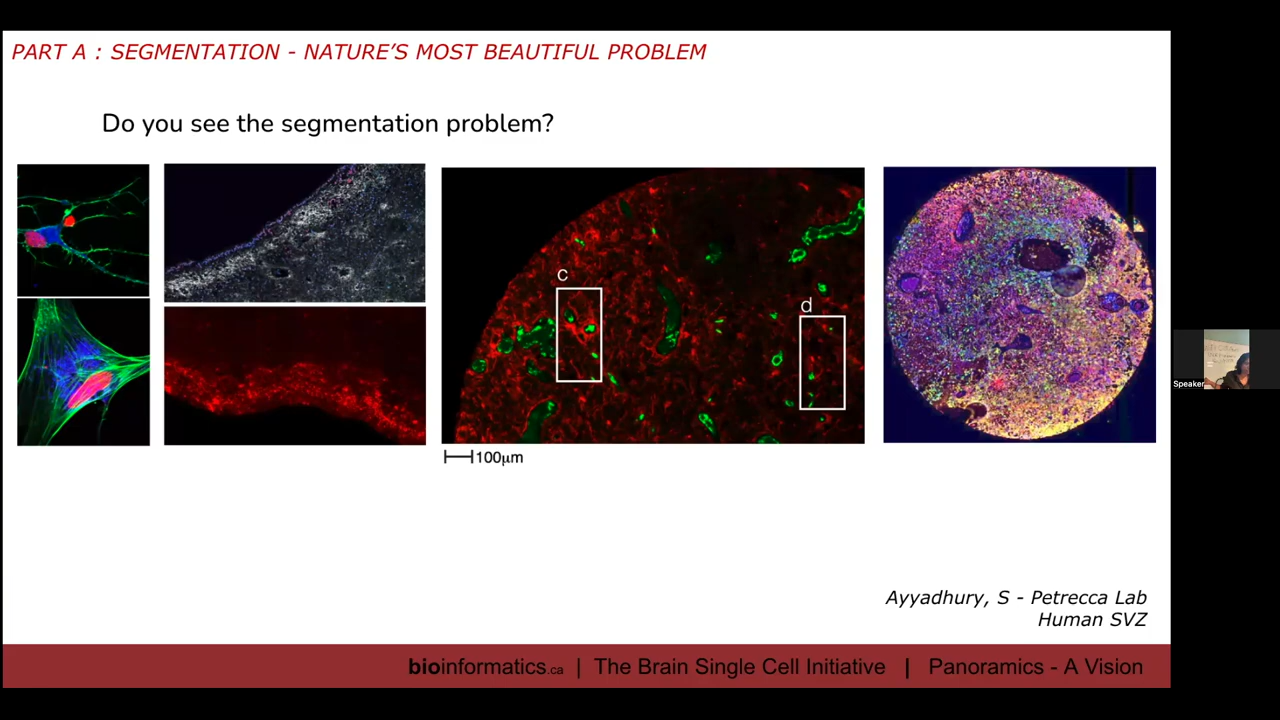 PART A : SEGMENTATION - NATURE'S MOST BEAUTIFUL PROBLEM
Do you see the segmentation problem?
c
d
100μm
Speaker
Ayyadhury, S - Petrecca Lab
Human SVZ
bioinformatics.ca | The Brain Single Cell Initiative | Panoramics - A Vision